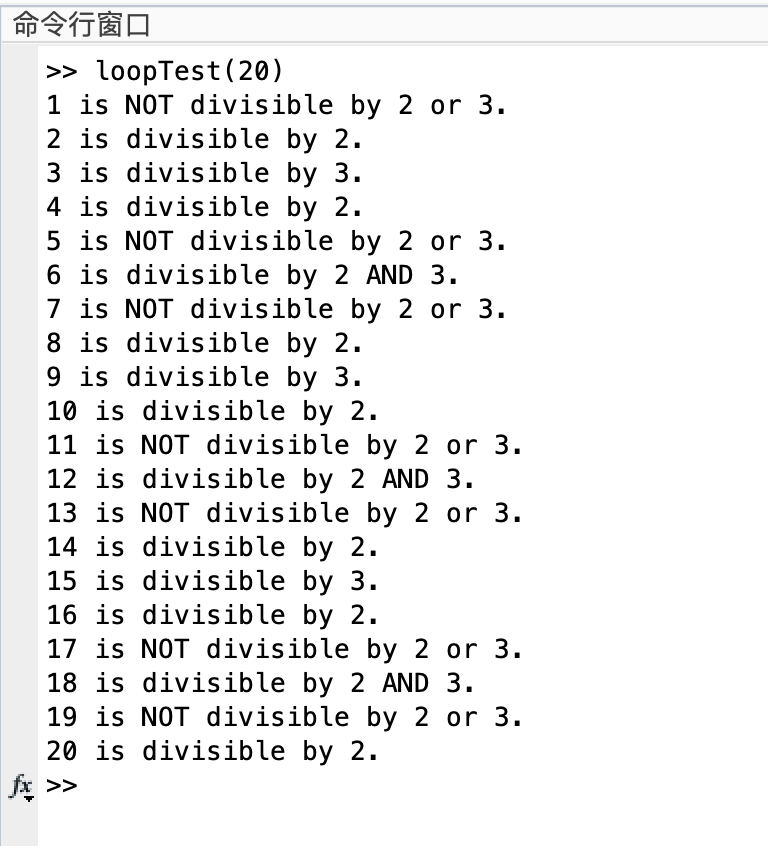 命令行窗口
>> loopTest(20)
1 is NOT divisible by 2 or 3.
2 is divisible by 2.
3 is divisible by 3.
4 is divisible by 2.
5 is NOT divisible by 2 or 3.
6 is divisible by 2 AND 3.
7 is NOT divisible by 2 or 3.
8 is divisible by 2.
9 is divisible by 3.
10 is divisible by 2.
11 is NOT divisible by 2 or 3.
12 is divisible by 2 AND 3.
13 is NOT divisible by 2 or 3.
14 is divisible by 2.
15 is divisible by 3.
16 is divisible by 2.
17 is NOT divisible by 2 or 3.
18 is divisible by 2 AND 3.
19 is NOT divisible by 2 or 3.
20 is divisible by 2.
fx >>